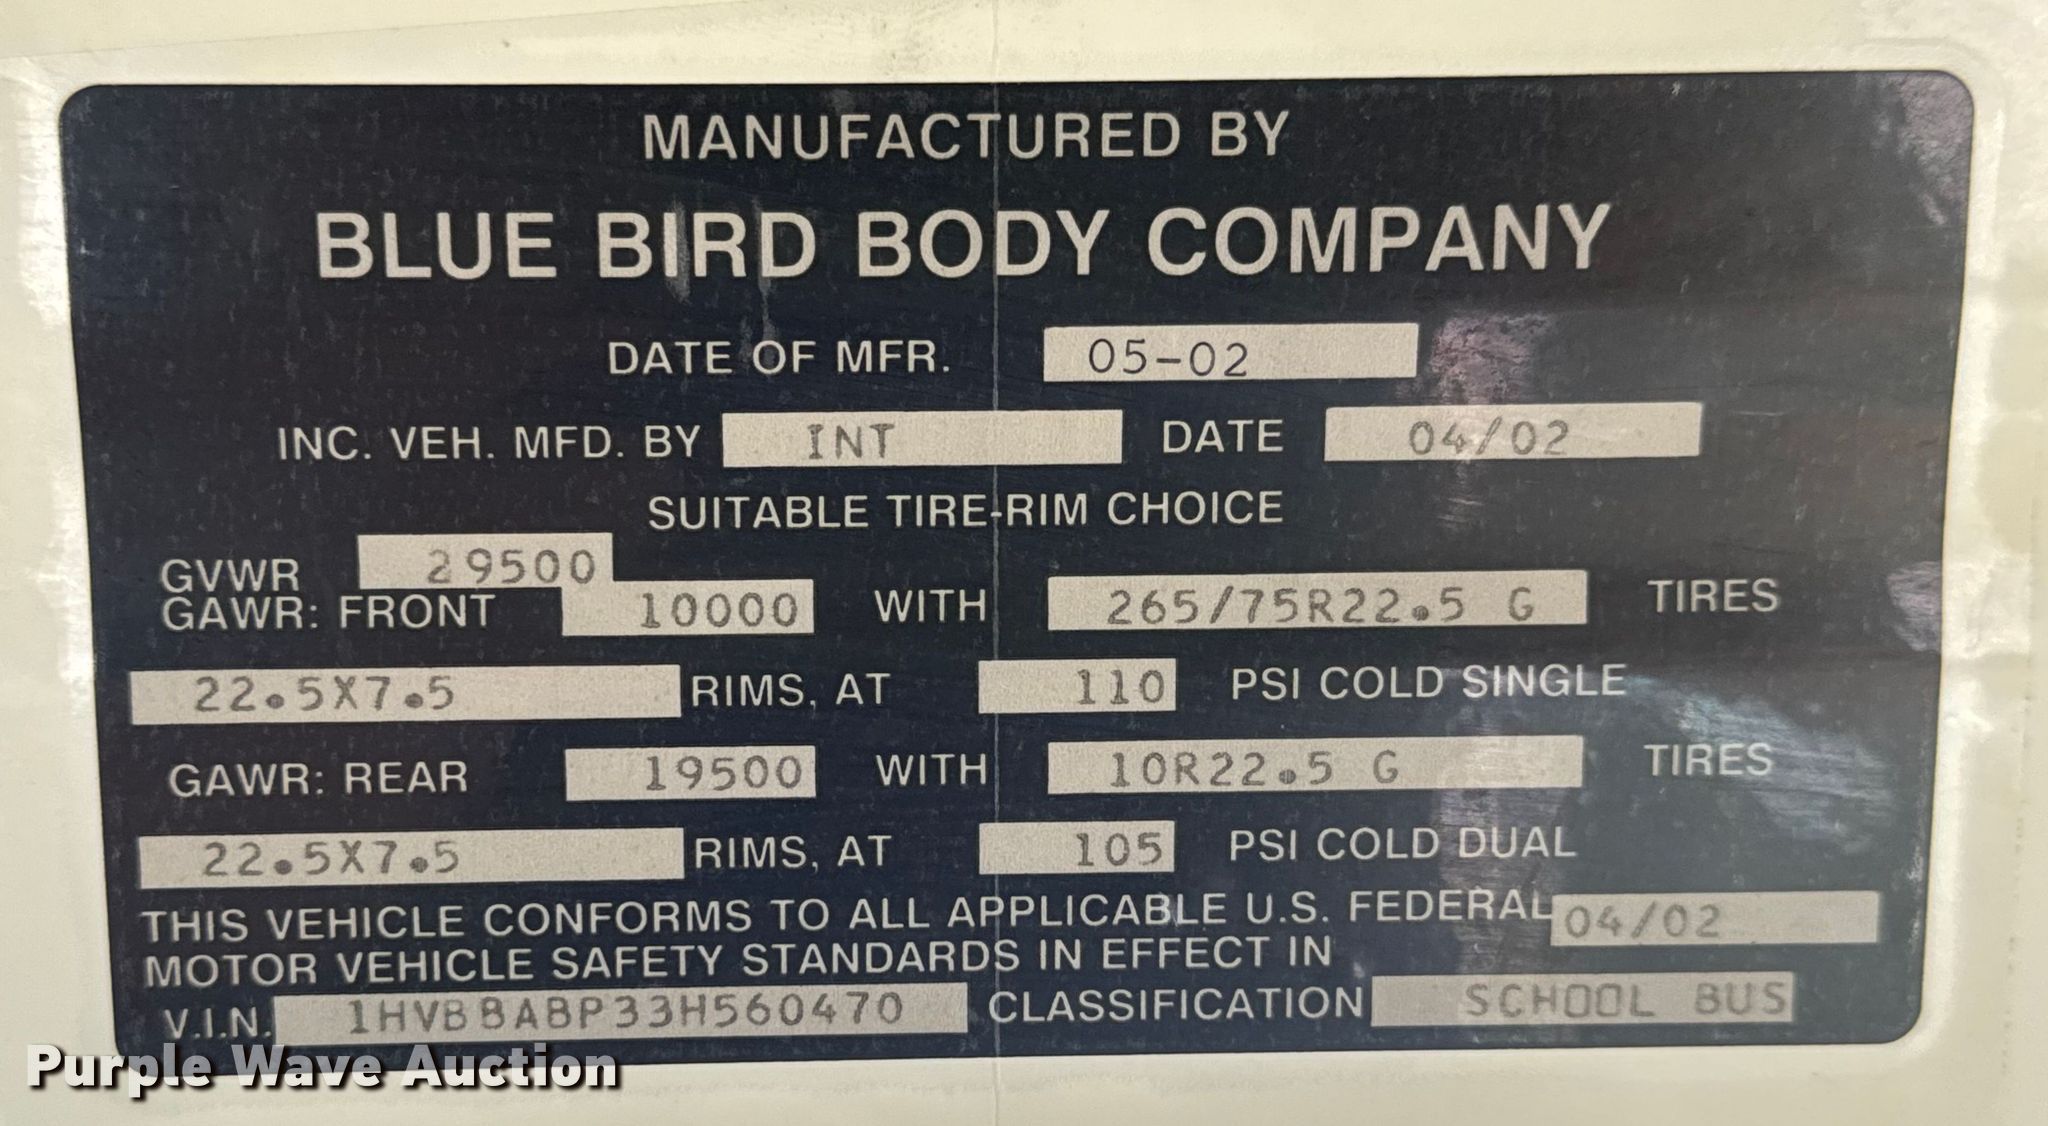 MANUFACTURED BY
BLUE BIRD BODY COMPANY
DATE OF MFR. 05-02
INC. VEH. MFD. BY INT DATE 04/02
SUITABLE TIRE-RIM CHOICE
GVWR 29500
GAWR: FRONT 10000 WITH 265/75R22.5 G TIRES
22.5X7.5 RIMS, AT 110 PSI COLD SINGLE
GAWR: REAR 19500 WITH 10R22.5 G TIRES
22.5X7.5 RIMS, AT 105 PSI COLD DUAL
THIS VEHICLE CONFORMS TO ALL APPLICABLE U.S. FEDERAL 04/02
MOTOR VEHICLE SAFETY STANDARDS IN EFFECT IN
V.I.N. 1HVBBABP33H560470 CLASSIFICATION SCHOOL BUS
Purple Wave Auction